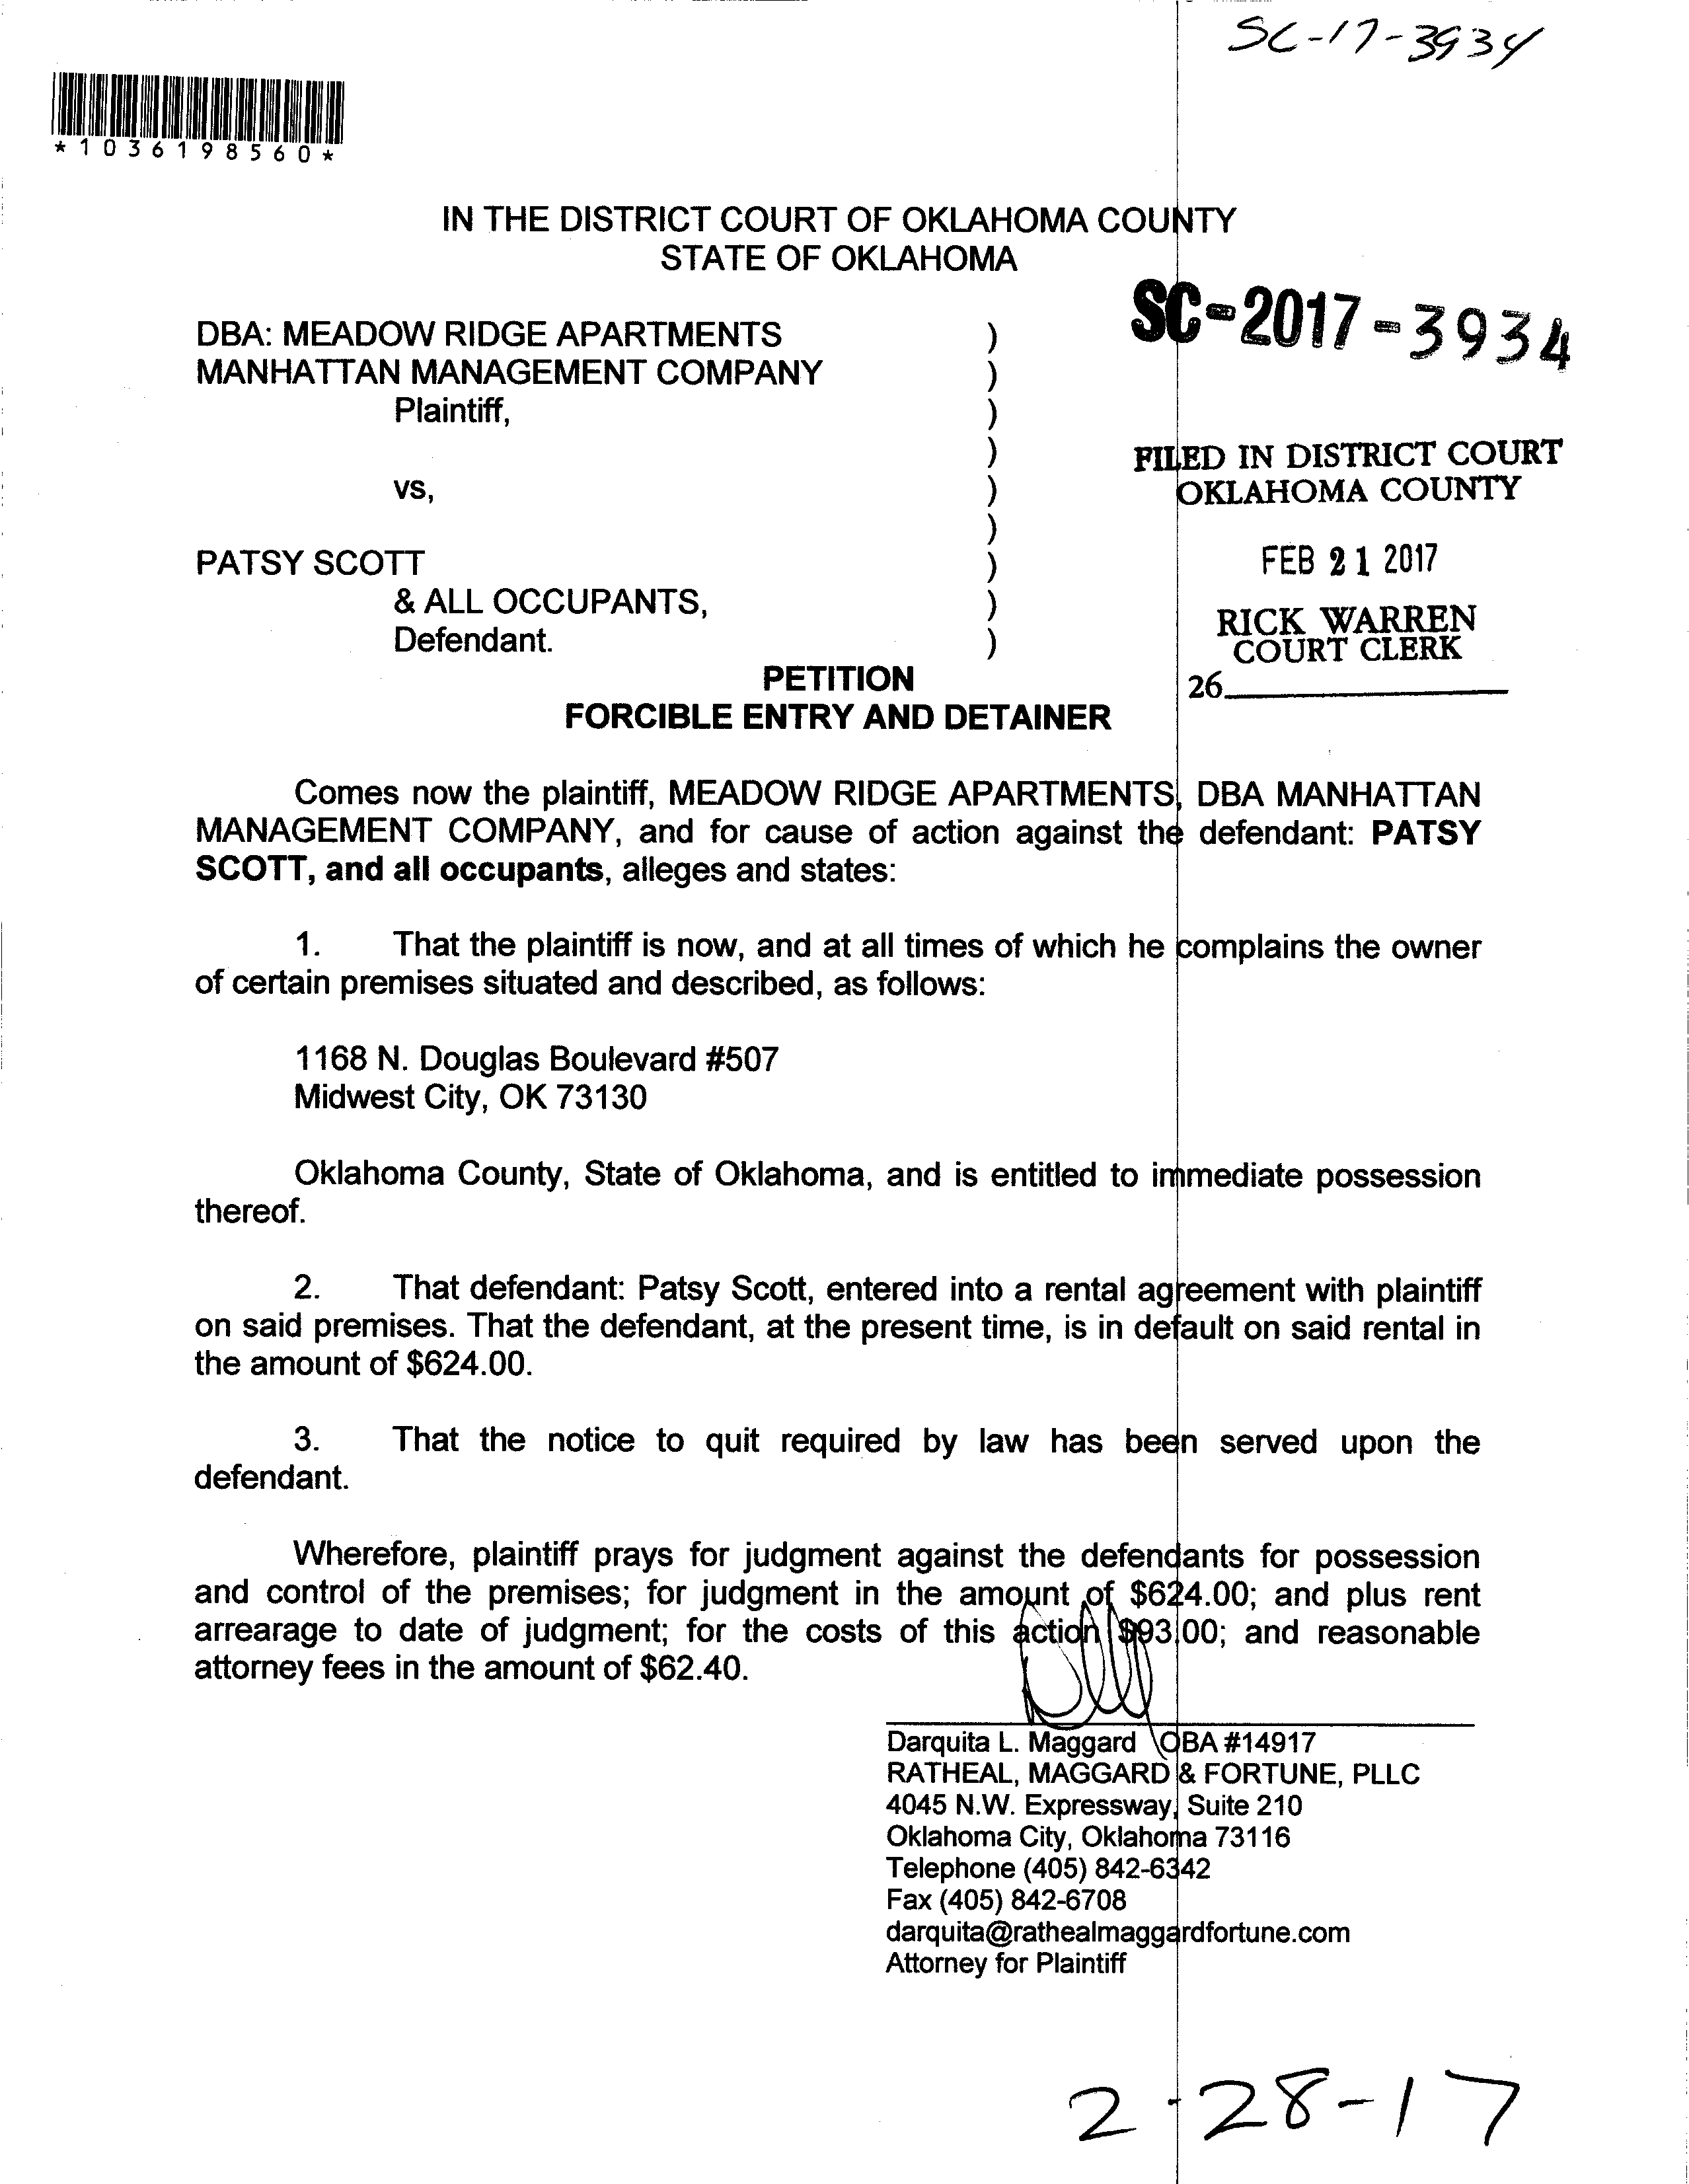 SC-17-3934
*1036198560*
IN THE DISTRICT COURT OF OKLAHOMA COUNTY
STATE OF OKLAHOMA
SC-2017-3934
DBA: MEADOW RIDGE APARTMENTS )
MANHATTAN MANAGEMENT COMPANY )
Plaintiff, )
)
FILED IN DISTRICT COURT
OKLAHOMA COUNTY
vs, )
)
FEB 21 2017
PATSY SCOTT )
& ALL OCCUPANTS, )
Defendant. )
RICK WARREN
COURT CLERK
26
PETITION
FORCIBLE ENTRY AND DETAINER
Comes now the plaintiff, MEADOW RIDGE APARTMENTS, DBA MANHATTAN
MANAGEMENT COMPANY, and for cause of action against the defendant: PATSY
SCOTT, and all occupants, alleges and states:
1. That the plaintiff is now, and at all times of which he complains the owner
of certain premises situated and described, as follows:
1168 N. Douglas Boulevard #507
Midwest City, OK 73130
Oklahoma County, State of Oklahoma, and is entitled to immediate possession
thereof.
2. That defendant: Patsy Scott, entered into a rental agreement with plaintiff
on said premises. That the defendant, at the present time, is in default on said rental in
the amount of $624.00.
3. That the notice to quit required by law has been served upon the
defendant.
Wherefore, plaintiff prays for judgment against the defendants for possession
and control of the premises; for judgment in the amount of $624.00; and plus rent
arrearage to date of judgment; for the costs of this action $93.00; and reasonable
attorney fees in the amount of $62.40.
Darquita L. Maggard OBA #14917
RATHEAL, MAGGARD & FORTUNE, PLLC
4045 N.W. Expressway, Suite 210
Oklahoma City, Oklahoma 73116
Telephone (405) 842-6342
Fax (405) 842-6708
darquita@rathealmaggardfortune.com
Attorney for Plaintiff
2-28-17